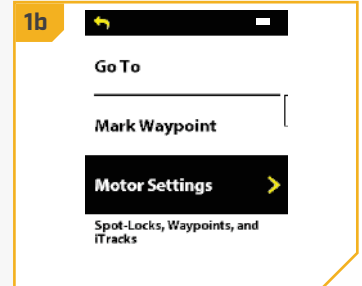 1b
Go To
Mark Waypoint
Motor Settings
Spot-Locks, Waypoints, and
iTracks